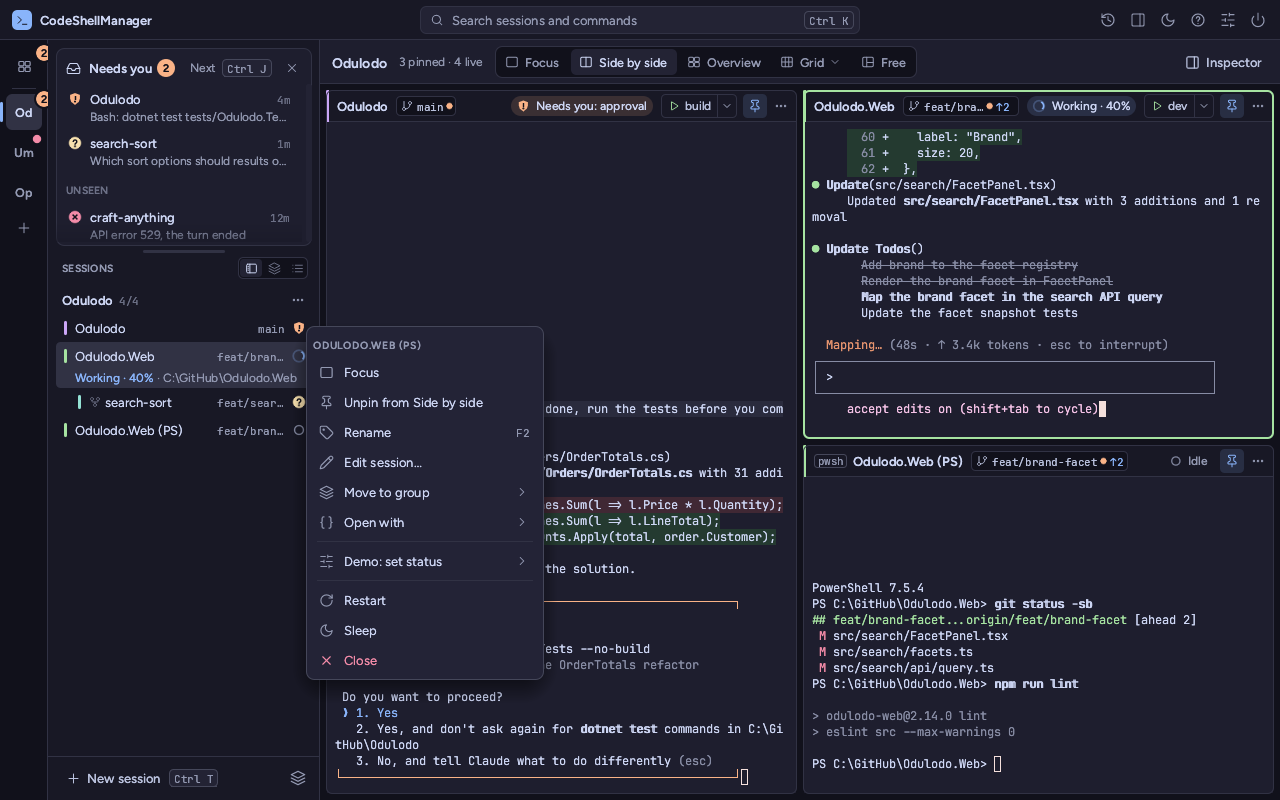 CodeShellManager
Search sessions and commands
Ctrl K
2
Od
2
Um
Op
Needs you 2
Next Ctrl J
Odulodo 4m
Bash: dotnet test tests/Odulodo.Te…
search-sort 1m
Which sort options should results o…
UNSEEN
craft-anything 12m
API error 529, the turn ended
SESSIONS
Odulodo 4/4
Odulodo main
Odulodo.Web feat/bran…
Working · 40% · C:\GitHub\Odulodo.Web
search-sort feat/sear…
Odulodo.Web (PS) feat/bran…
New session Ctrl T
Odulodo 3 pinned · 4 live
Focus
Side by side
Overview
Grid
Free
Inspector
Odulodo main
Needs you: approval
build
done, run the tests before you com
rders/OrderTotals.cs)
/Orders/OrderTotals.cs with 31 addi
es.Sum(l => l.Price * l.Quantity);
es.Sum(l => l.LineTotal);
nts.Apply(total, order.Customer);
the solution.
Tests --no-build
e OrderTotals refactor
Do you want to proceed?
❯ 1. Yes
2. Yes, and don't ask again for dotnet test commands in C:\Gi
tHub\Odulodo
3. No, and tell Claude what to do differently (esc)
ODULODO.WEB (PS)
Focus
Unpin from Side by side
Rename F2
Edit session…
Move to group
Open with
Demo: set status
Restart
Sleep
Close
Odulodo.Web feat/bra… ↑2
Working · 40%
dev
60 + label: "Brand",
61 + size: 20,
62 + },
● Update(src/search/FacetPanel.tsx)
Updated src/search/FacetPanel.tsx with 3 additions and 1 re
moval
● Update Todos()
Add brand to the facet registry
Render the brand facet in FacetPanel
Map the brand facet in the search API query
Update the facet snapshot tests
Mapping… (48s · ↑ 3.4k tokens · esc to interrupt)
>
accept edits on (shift+tab to cycle)
pwsh Odulodo.Web (PS) feat/brand-facet ↑2
Idle
PowerShell 7.5.4
PS C:\GitHub\Odulodo.Web> git status -sb
## feat/brand-facet...origin/feat/brand-facet [ahead 2]
M src/search/FacetPanel.tsx
M src/search/facets.ts
M src/search/api/query.ts
PS C:\GitHub\Odulodo.Web> npm run lint
> odulodo-web@2.14.0 lint
> eslint src --max-warnings 0
PS C:\GitHub\Odulodo.Web>